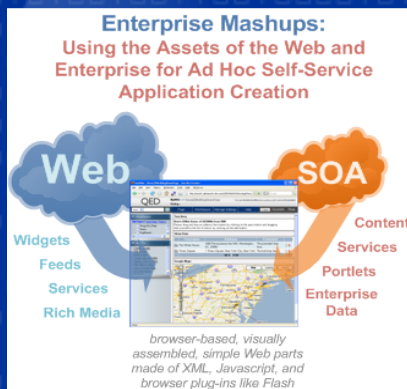 Enterprise Mashups:
Using the Assets of the Web and
Enterprise for Ad Hoc Self-Service
Application Creation
Web
SOA
QED
Widgets
Feeds
Services
Rich Media
Content
Services
Portlets
Enterprise
Data
browser-based, visually
assembled, simple Web parts
made of XML, Javascript, and
browser plug-ins like Flash